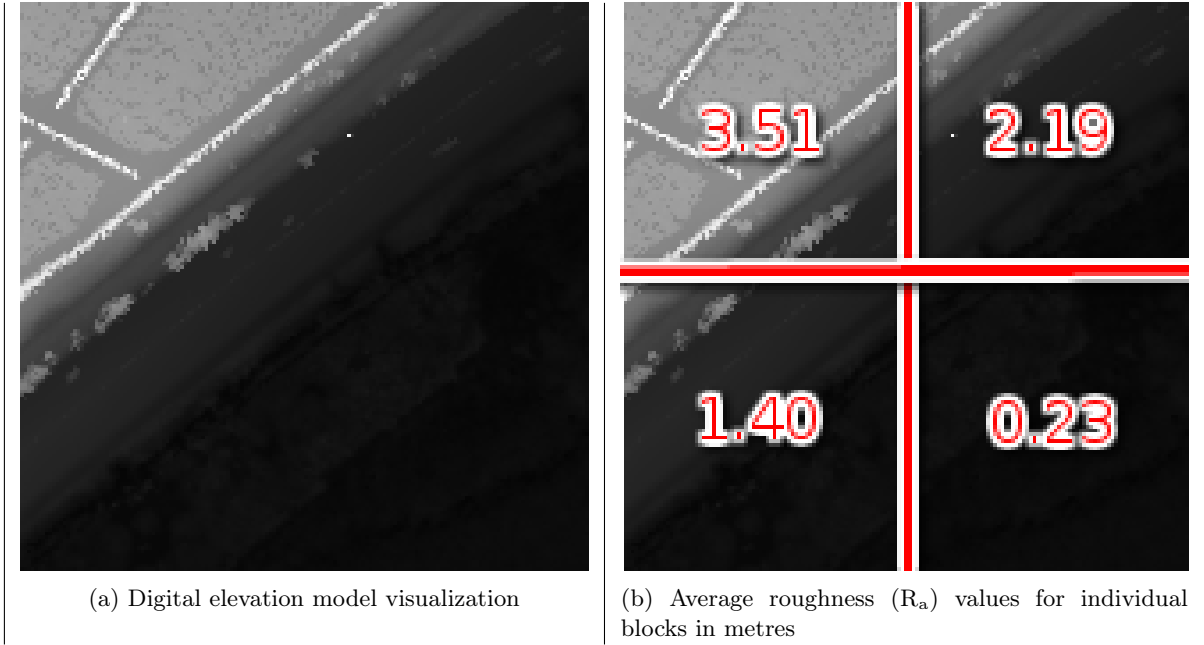 3.51
2.19
1.40
0.23
(a) Digital elevation model visualization
(b) Average roughness (Ra) values for individual
blocks in metres